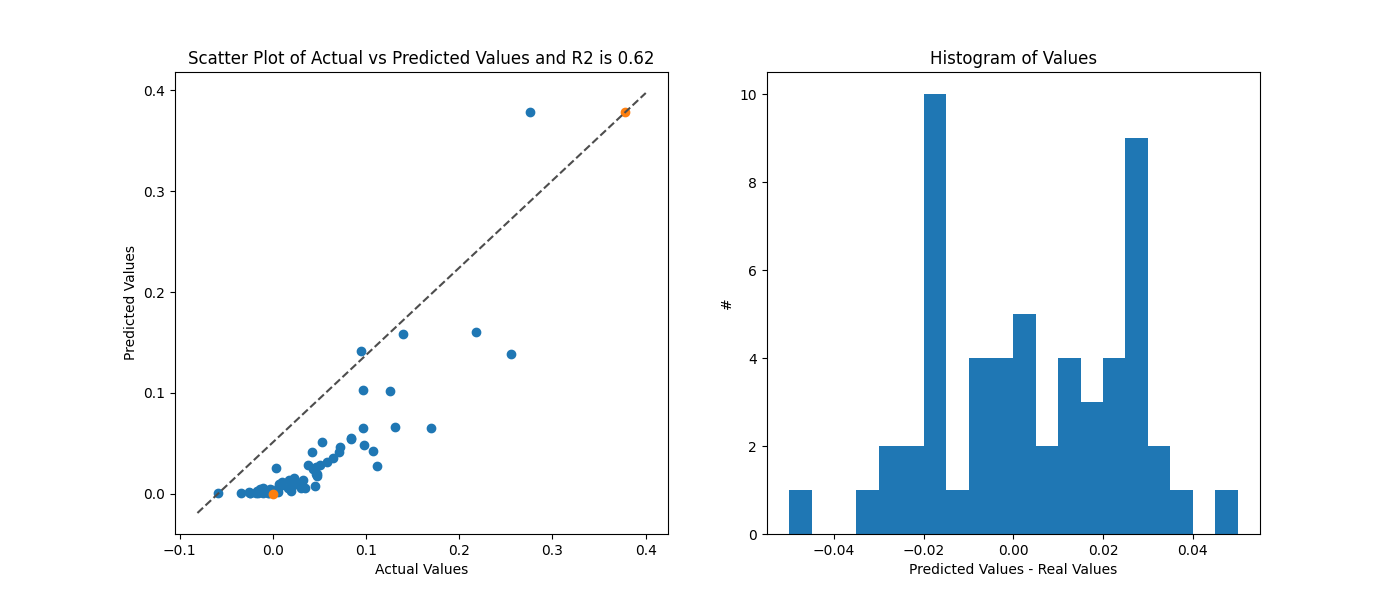 Scatter Plot of Actual vs Predicted Values and R2 is 0.62
0.4
0.3
0.2
0.1
0.0
Predicted Values
−0.1 0.0 0.1 0.2 0.3 0.4
Actual Values
Histogram of Values
10
8
6
4
2
0
#
−0.04 −0.02 0.00 0.02 0.04
Predicted Values - Real Values